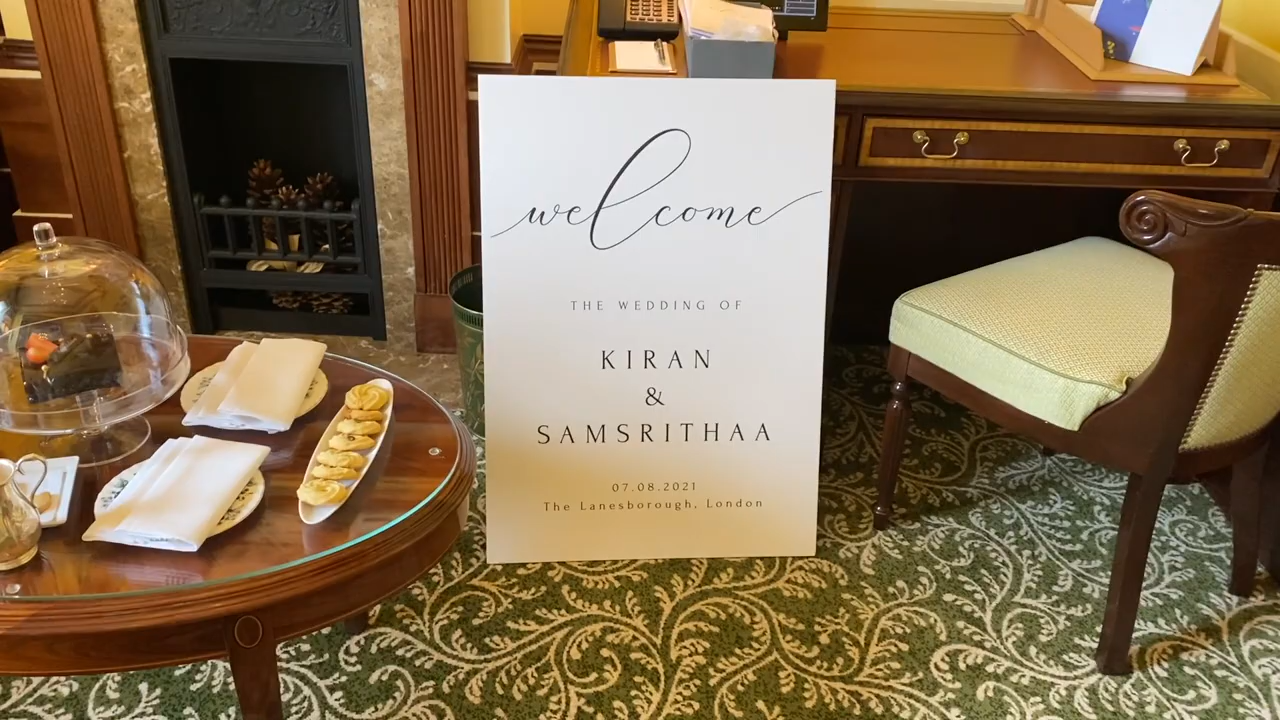 welcome
THE WEDDING OF
KIRAN
&
SAMSRITHAA
07.08.2021
The Lanesborough, London